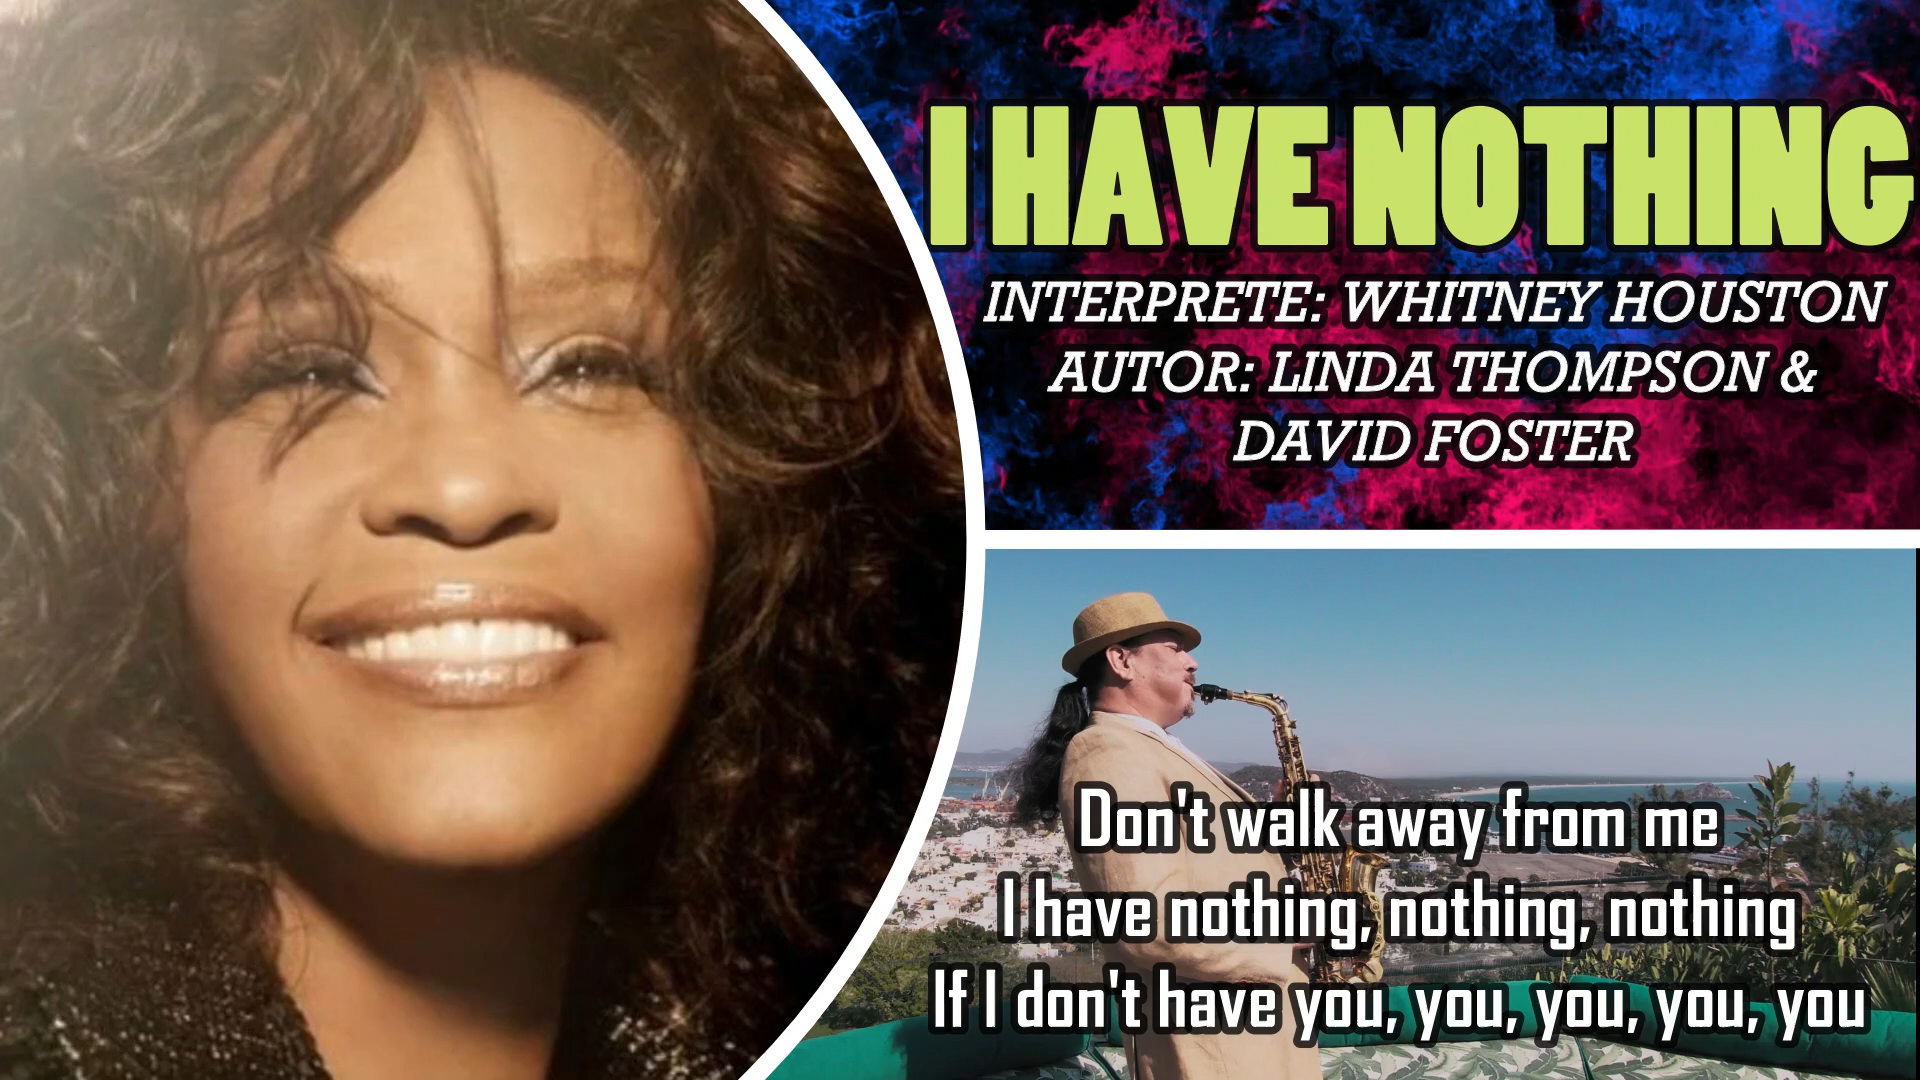 I HAVE NOTHING
INTERPRETE: WHITNEY HOUSTON
AUTOR: LINDA THOMPSON &
DAVID FOSTER
Don't walk away from me
I have nothing, nothing, nothing
If I don't have you, you, you, you, you